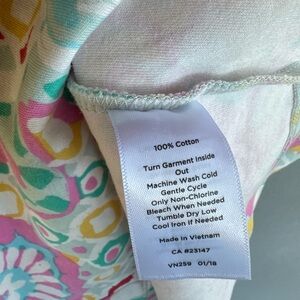 100% Cotton
Turn Garment Inside
Out
Machine Wash Cold
Gentle Cycle
Only Non-Chlorine
Bleach When Needed
Tumble Dry Low
Cool Iron If Needed
Made in Vietnam
CA #23147
VN259 01/18